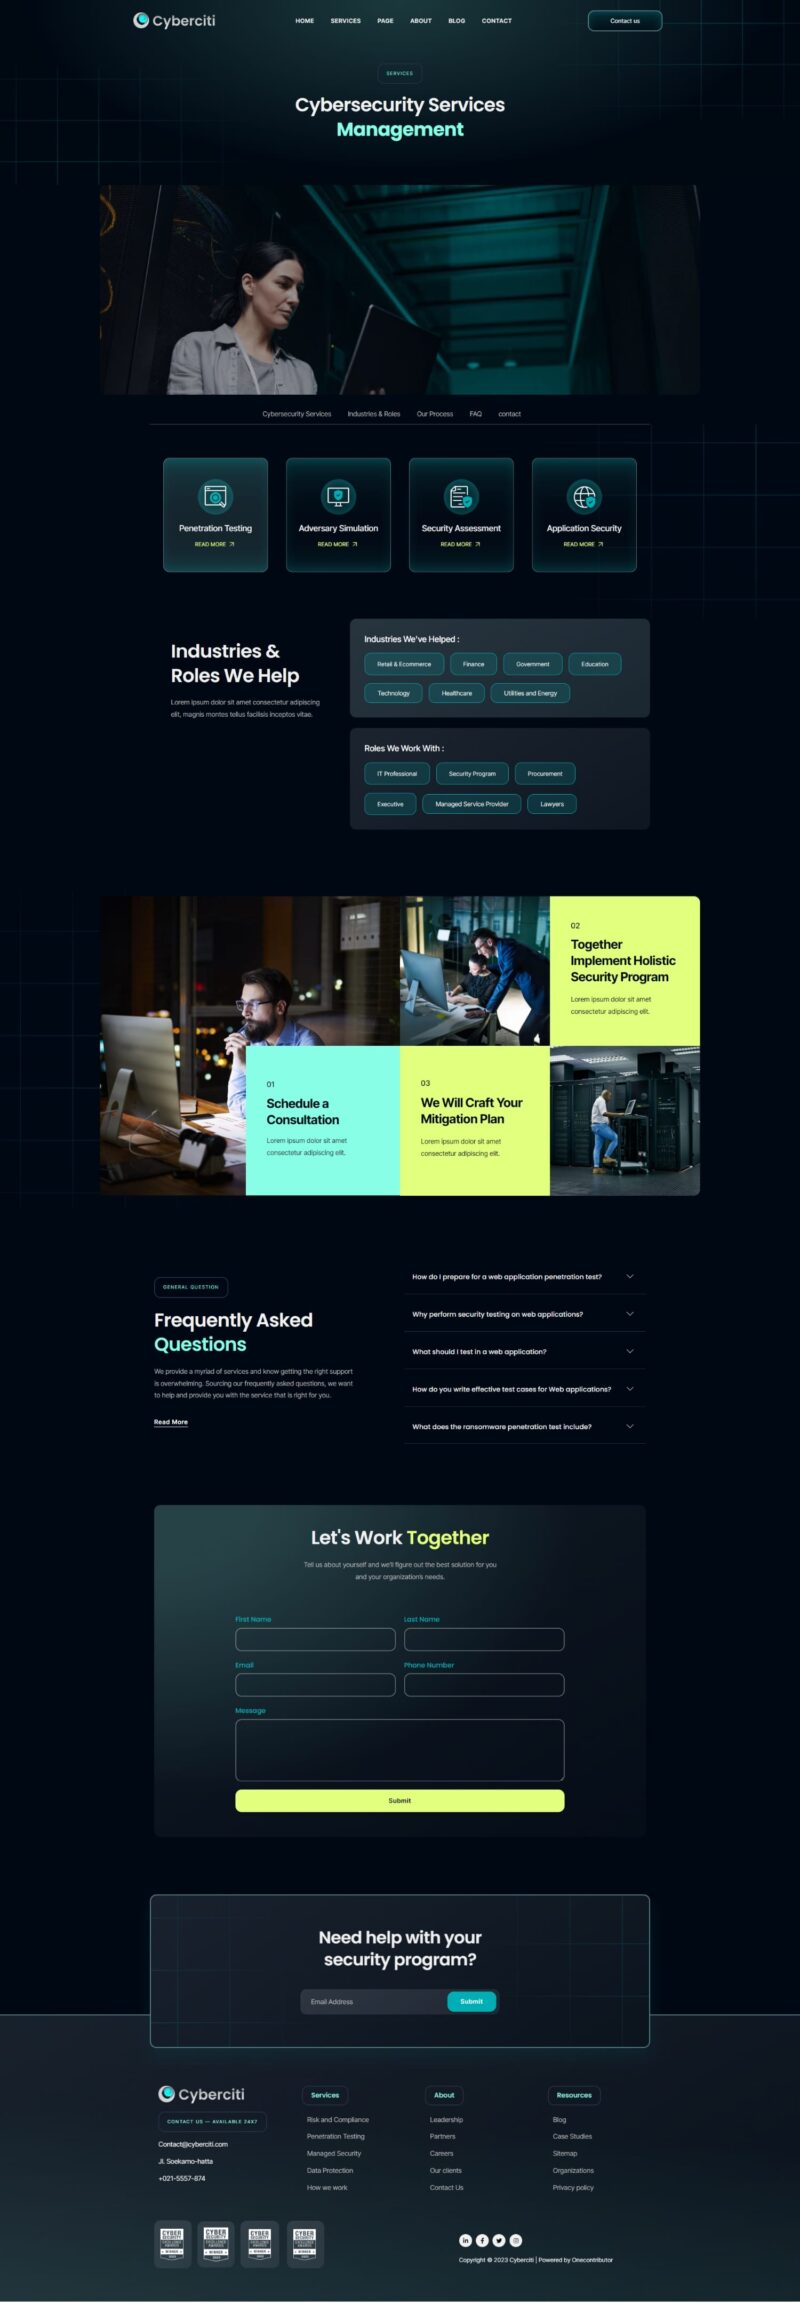 Cyberciti
HOME SERVICES PAGE ABOUT BLOG CONTACT
Contact us
SERVICES
Cybersecurity Services
Management
Cybersecurity Services Industries & Roles Our Process FAQ contact
Penetration Testing
READ MORE
Adversary Simulation
READ MORE
Security Assessment
READ MORE
Application Security
READ MORE
Industries &
Roles We Help
Lorem ipsum dolor sit amet consectetur adipiscing
elit, magnis montes tellus facilisis inceptos vitae.
Industries We've Helped :
Retail & Ecommerce Finance Government Education
Technology Healthcare Utilities and Energy
Roles We Work With :
IT Professional Security Program Procurement
Executive Managed Service Provider Lawyers
02
Together
Implement Holistic
Security Program
Lorem ipsum dolor sit amet
consectetur adipiscing elit.
01
Schedule a
Consultation
Lorem ipsum dolor sit amet
consectetur adipiscing elit.
03
We Will Craft Your
Mitigation Plan
Lorem ipsum dolor sit amet
consectetur adipiscing elit.
GENERAL QUESTION
Frequently Asked
Questions
We provide a myriad of services and know getting the right support
is overwhelming. Sourcing our frequently asked questions, we want
to help and provide you with the service that is right for you.
Read More
How do I prepare for a web application penetration test?
Why perform security testing on web applications?
What should I test in a web application?
How do you write effective test cases for Web applications?
What does the ransomware penetration test include?
Let's Work Together
Tell us about yourself and we'll figure out the best solution for you
and your organization's needs.
First Name
Last Name
Email
Phone Number
Message
Submit
Need help with your
security program?
Email Address
Submit
Cyberciti
CONTACT US — AVAILABLE 24X7
Contact@cyberciti.com
Jl. Soekarno-hatta
+021-5557-874
Services
Risk and Compliance
Penetration Testing
Managed Security
Data Protection
How we work
About
Leadership
Partners
Careers
Our clients
Contact Us
Resources
Blog
Case Studies
Sitemap
Organizations
Privacy policy
CYBER
SECURITY
EXCELLENCE
AWARDS
WINNER
CYBER
SECURITY
EXCELLENCE
AWARDS
WINNER
CYBER
SECURITY
EXCELLENCE
AWARDS
WINNER
CYBER
SECURITY
EXCELLENCE
AWARDS
WINNER
Copyright © 2023 Cyberciti | Powered by Onecontributor